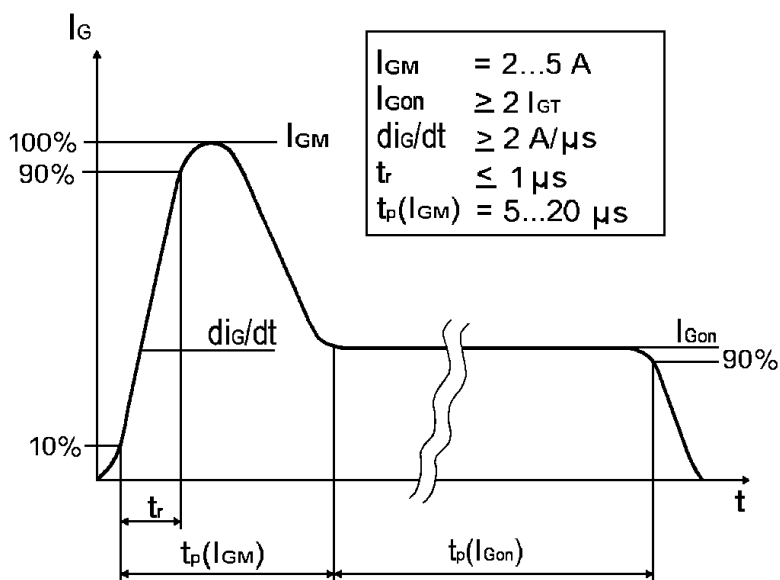 IG
IGM = 2...5 A
IGon ≥ 2 IGT
diG/dt ≥ 2 A/μs
tr ≤ 1 μs
tp(IGM) = 5...20 μs
100%
IGM
90%
diG/dt
IGon
90%
10%
t
tr
tp(IGM)
tp(IGon)